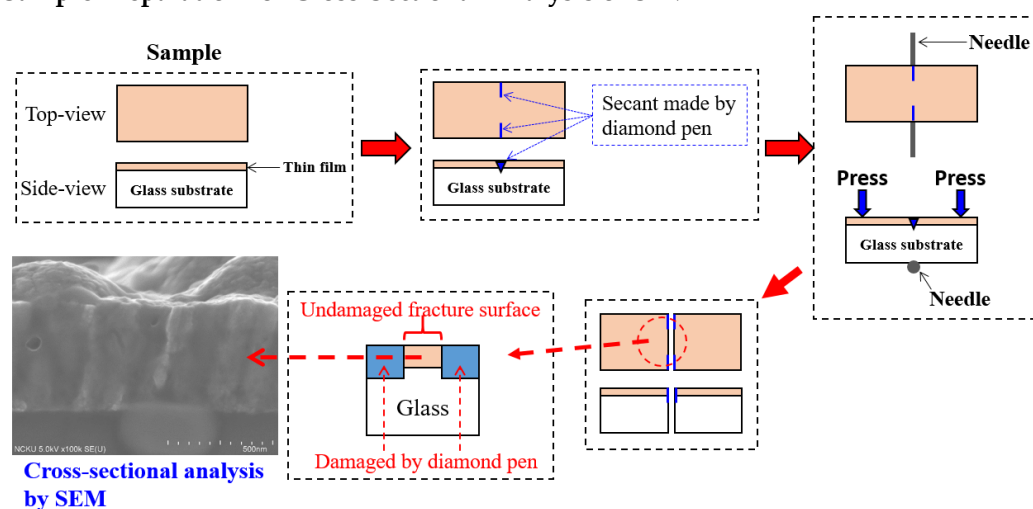 Sample
Top-view
Thin film
Side-view
Glass substrate
Secant made by
diamond pen
Glass substrate
Needle
Press
Press
Glass substrate
Needle
Undamaged fracture surface
Glass
Damaged by diamond pen
NCKU 5.0kV x100k SE(U)
500nm
Cross-sectional analysis
by SEM